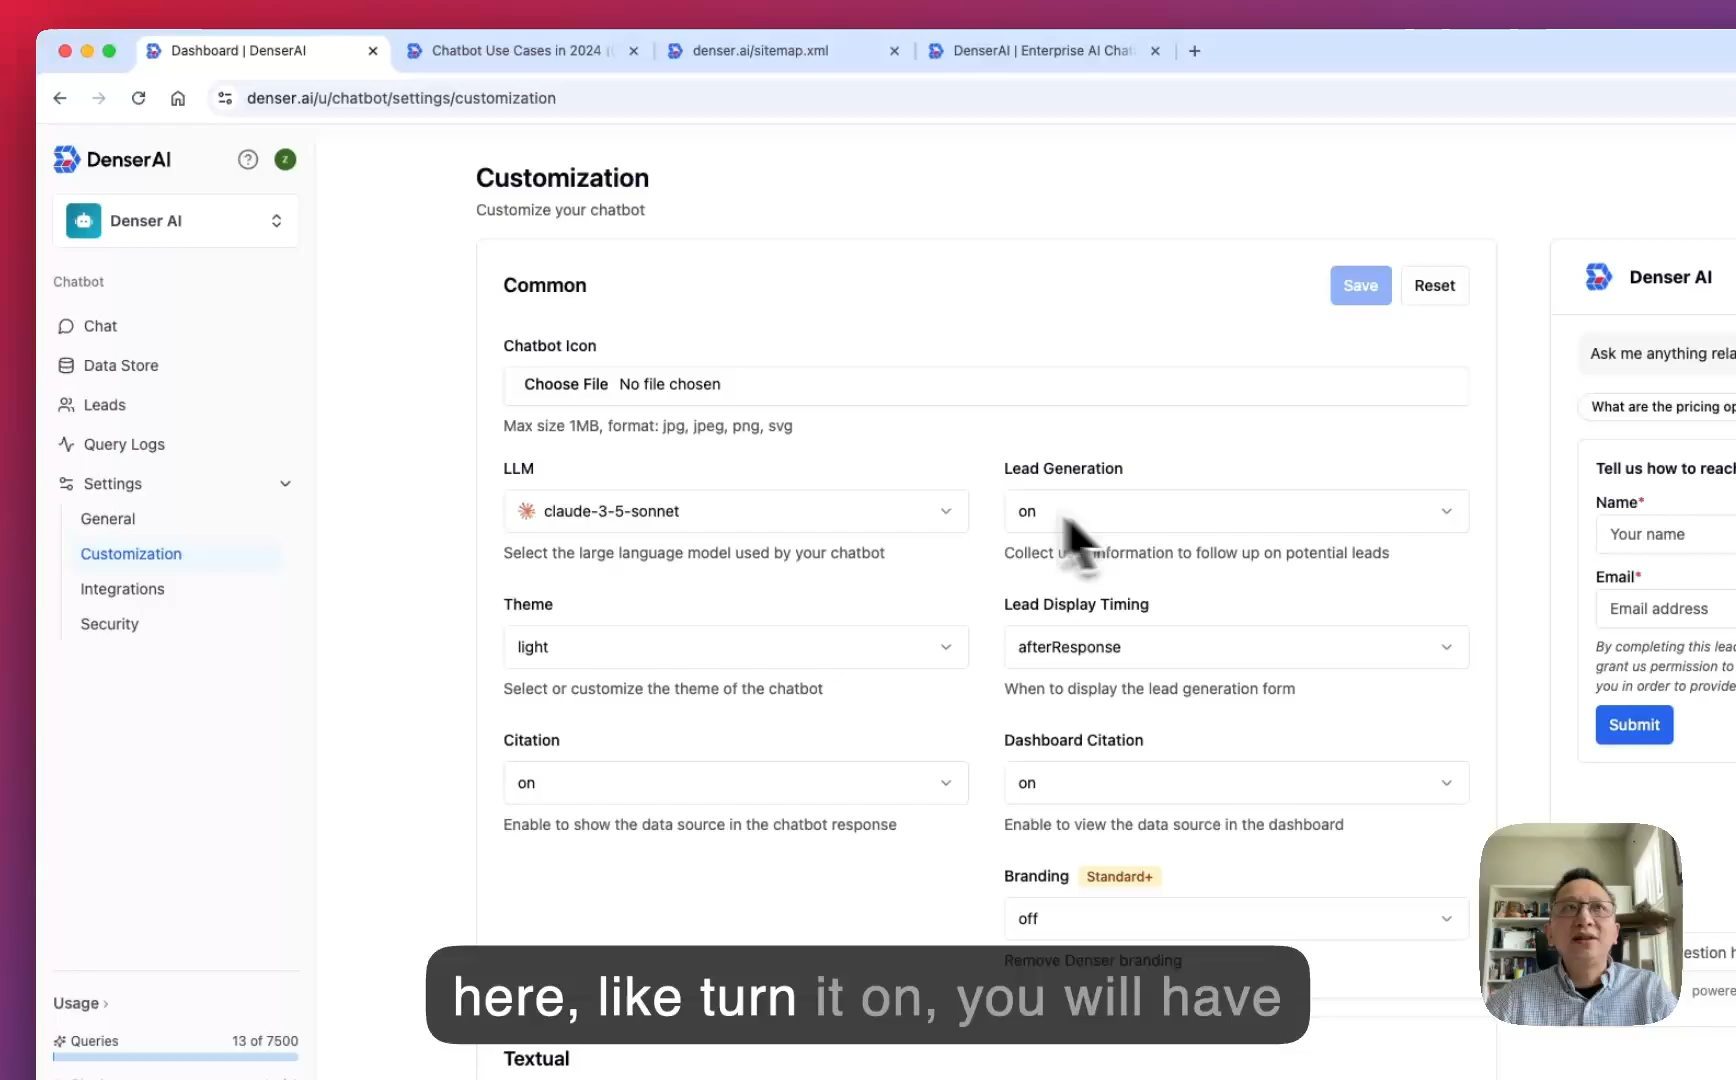 Dashboard | DenserAI
Chatbot Use Cases in 2024
denser.ai/sitemap.xml
DenserAI | Enterprise AI Chat
denser.ai/u/chatbot/settings/customization
DenserAI
Z
Denser AI
Chatbot
Chat
Data Store
Leads
Query Logs
Settings
General
Customization
Integrations
Security
Usage
Queries 13 of 7500
Customization
Customize your chatbot
Common
Save
Reset
Chatbot Icon
Choose File No file chosen
Max size 1MB, format: jpg, jpeg, png, svg
LLM
claude-3-5-sonnet
Select the large language model used by your chatbot
Lead Generation
on
Collect information to follow up on potential leads
Theme
light
Select or customize the theme of the chatbot
Lead Display Timing
afterResponse
When to display the lead generation form
Citation
on
Enable to show the data source in the chatbot response
Dashboard Citation
on
Enable to view the data source in the dashboard
Branding Standard+
off
Remove Denser branding
Textual
Denser AI
Ask me anything rela
What are the pricing op
Tell us how to reach
Name*
Your name
Email*
Email address
By completing this lead
grant us permission to
you in order to provide
Submit
estion h
powere
here, like turn it on, you will have